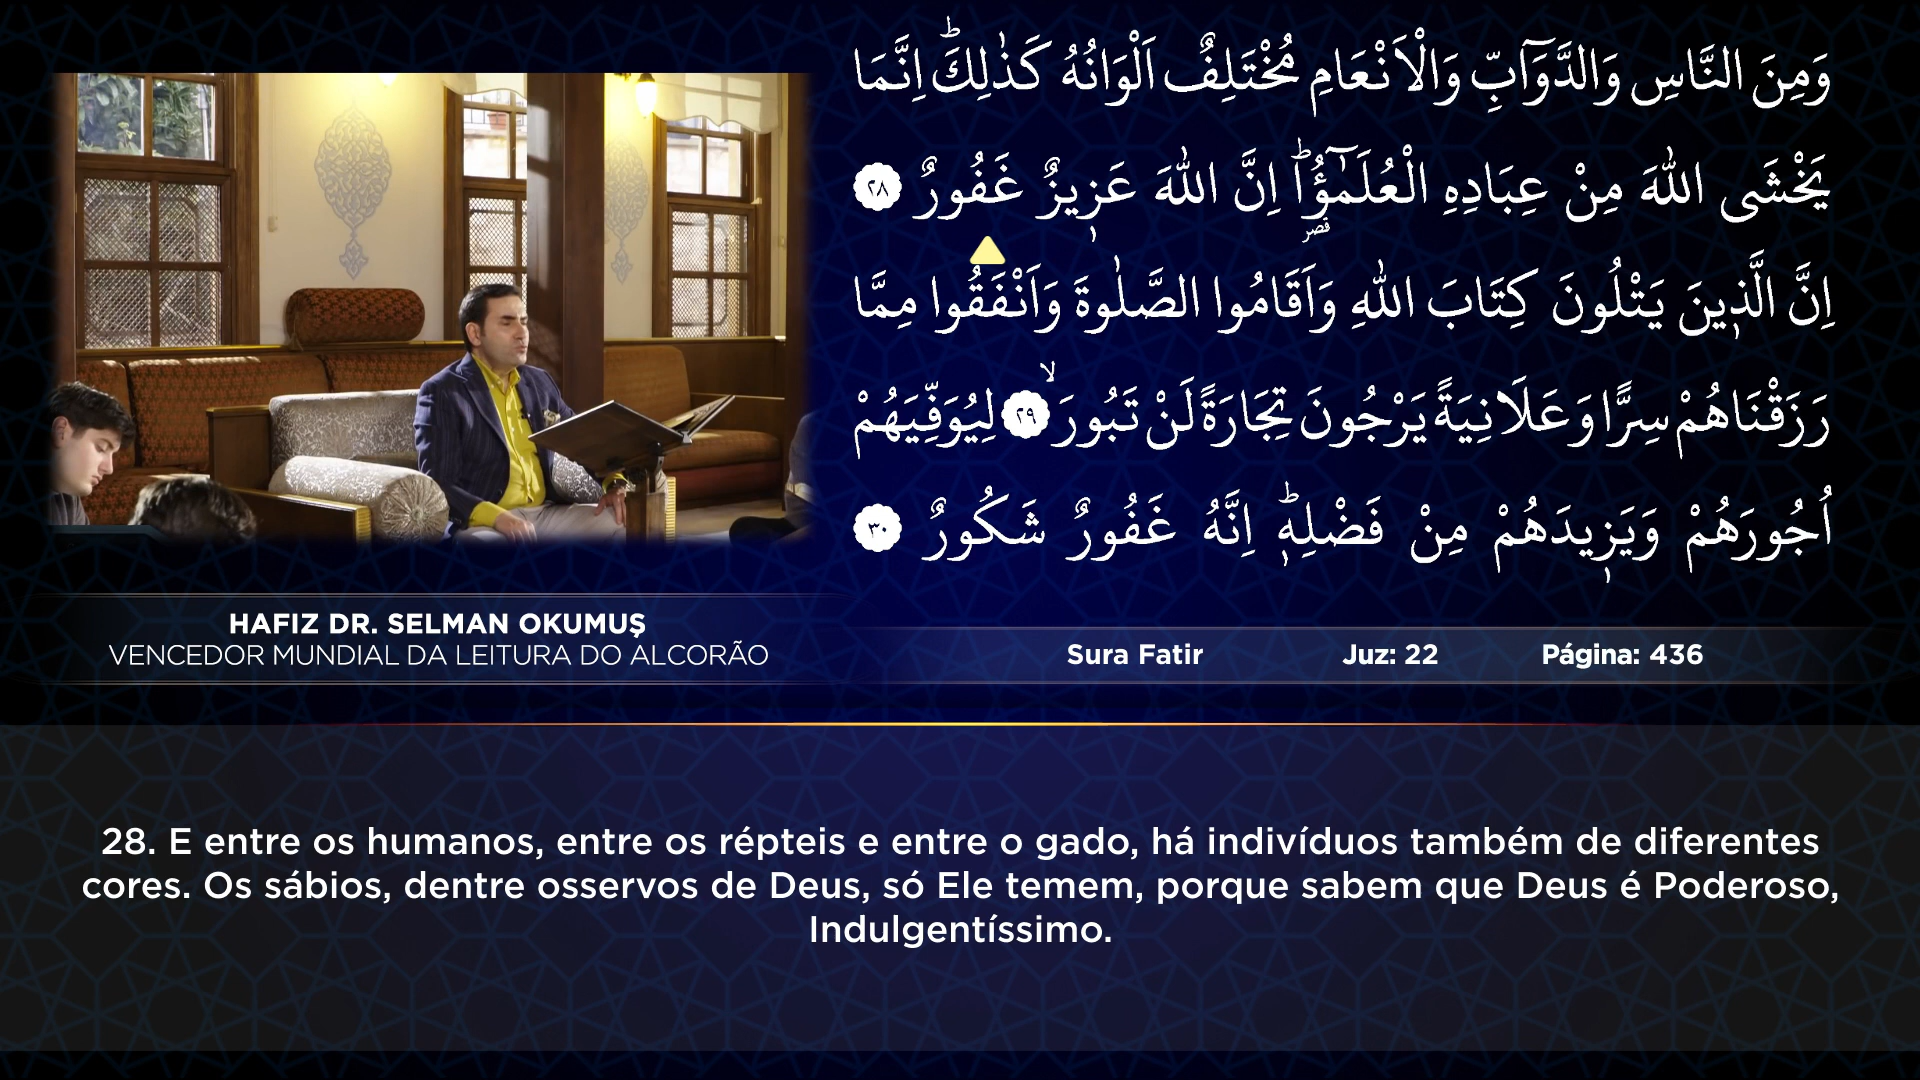 وَمِنَ النَّاسِ وَالدَّوَآبِّ وَالْاَنْعَامِ مُخْتَلِفٌ اَلْوَانُهُ كَذٰلِكَۜ اِنَّمَا
يَخْشَى اللّٰهَ مِنْ عِبَادِهِ الْعُلَمٰٓؤُ۬اۜ اِنَّ اللّٰهَ عَز۪يزٌ غَفُورٌ ٢٨
قصر
اِنَّ الَّذ۪ينَ يَتْلُونَ كِتَابَ اللّٰهِ وَاَقَامُوا الصَّلٰوةَ وَاَنْفَقُوا مِمَّا
رَزَقْنَاهُمْ سِرًّا وَعَلَانِيَةً يَرْجُونَ تِجَارَةً لَنْ تَبُورَۙ ٢٩ لِيُوَفِّيَهُمْ
اُجُورَهُمْ وَيَز۪يدَهُمْ مِنْ فَضْلِه۪ۜ اِنَّهُ غَفُورٌ شَكُورٌ ٣٠
HAFIZ DR. SELMAN OKUMUŞ
VENCEDOR MUNDIAL DA LEITURA DO ALCORÃO
Sura Fatir Juz: 22 Página: 436
28. E entre os humanos, entre os répteis e entre o gado, há indivíduos também de diferentes
cores. Os sábios, dentre osservos de Deus, só Ele temem, porque sabem que Deus é Poderoso,
Indulgentíssimo.